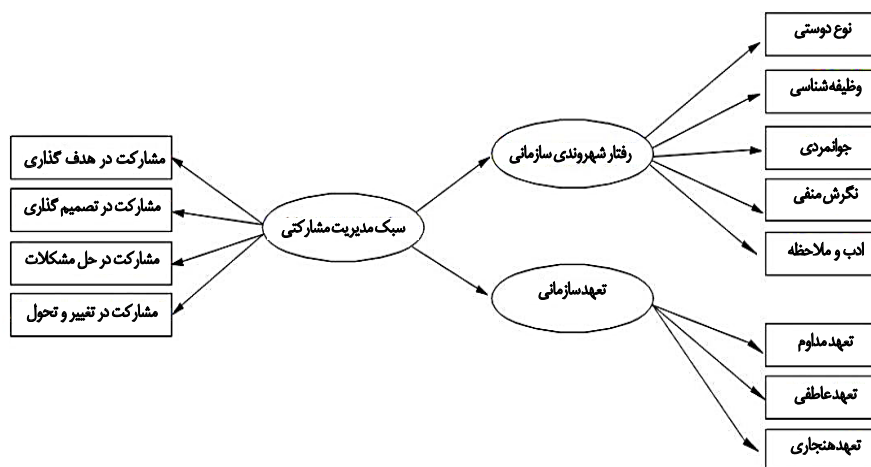 نوع دوستی
وظیفه شناسی
جوانمردی
نگرش منفی
ادب و ملاحظه
رفتار شهروندی سازمانی
مشارکت در هدف گذاری
مشارکت در تصمیم گذاری
مشارکت در حل مشکلات
مشارکت در تغییر و تحول
سبک مدیریت مشارکتی
تعهد سازمانی
تعهد مداوم
تعهد عاطفی
تعهد هنجاری